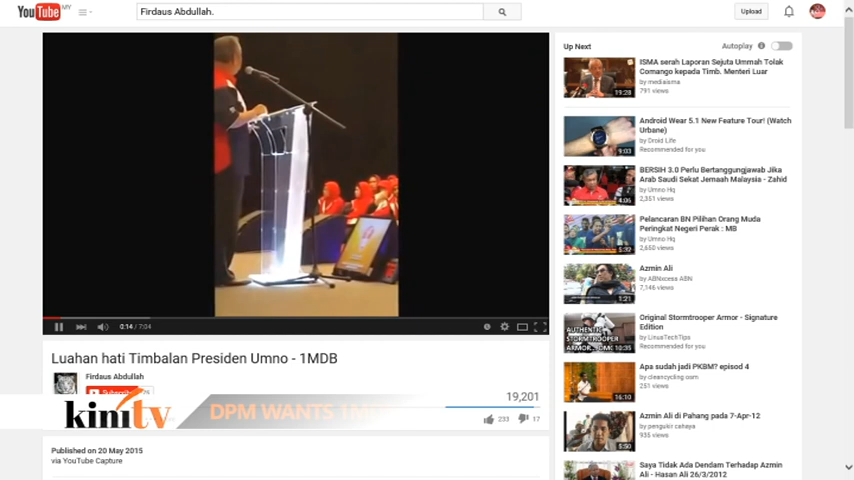 YouTube MY
Firdaus Abdullah.
Upload
0:14 / 7:04
Luahan hati Timbalan Presiden Umno - 1MDB
Firdaus Abdullah
19,201
233
17
kinitv
DPM WANTS 1M
Published on 20 May 2015
via YouTube Capture
Up Next
Autoplay
ISMA serah Laporan Sejuta Ummah Tolak
Comango kepada Timb. Menteri Luar
by mediaisma
791 views
19:28
Android Wear 5.1 New Feature Tour! (Watch
Urbane)
by Droid Life
Recommended for you
9:03
BERSIH 3.0 Perlu Bertanggungjawab Jika
Arab Saudi Sekat Jemaah Malaysia - Zahid
by Umno Hq
2,351 views
4:06
Pelancaran BN Pilihan Orang Muda
Peringkat Negeri Perak : MB
by Umno Hq
2,650 views
5:32
Azmin Ali
by ABNxcess ABN
7,146 views
1:21
Original Stormtrooper Armor - Signature
Edition
by LinusTechTips
Recommended for you
AUTHENTIC
STORMTROOPER
10:35
Apa sudah jadi PKBM? episod 4
by cleancycling osm
251 views
16:10
Azmin Ali di Pahang pada 7-Apr-12
by pengukir cahaya
935 views
5:50
Saya Tidak Ada Dendam Terhadap Azmin
Ali - Hasan Ali 26/3/2012